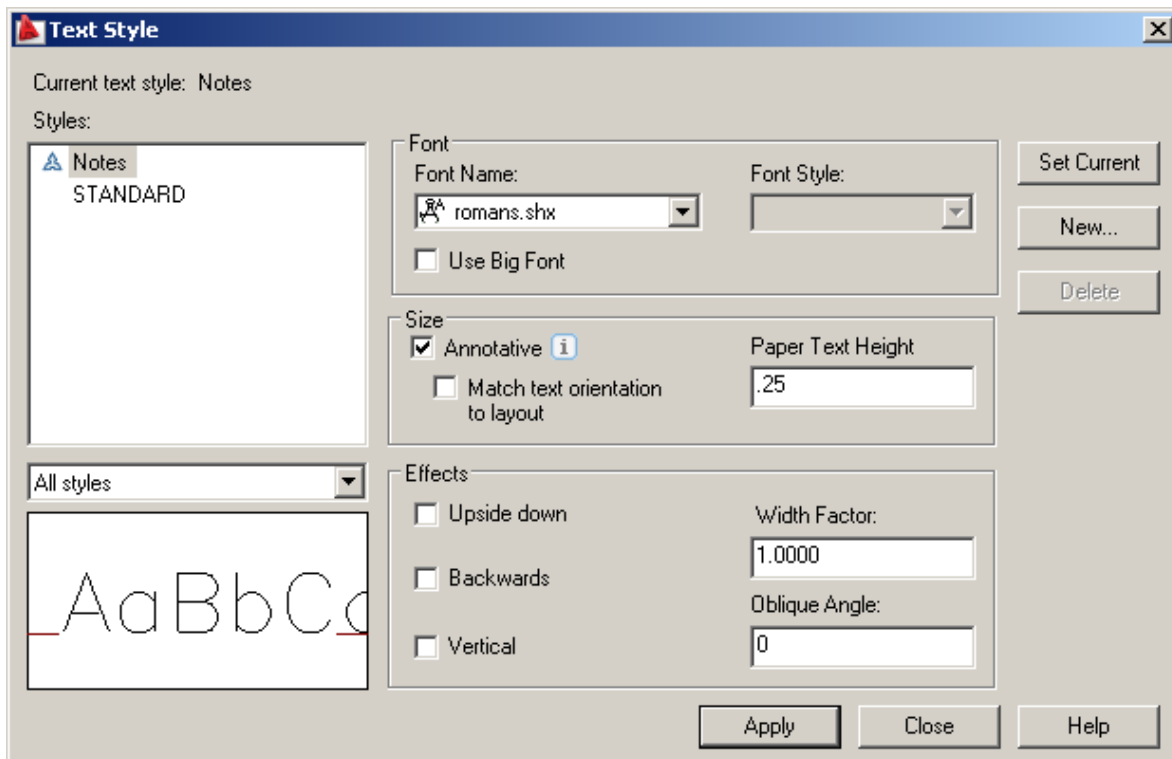 Text Style
Current text style: Notes
Styles:
Notes
STANDARD
All styles
AaBbC
Font
Font Name:
romans.shx
Use Big Font
Font Style:
Size
Annotative
Match text orientation
to layout
Paper Text Height
.25
Effects
Upside down
Backwards
Vertical
Width Factor:
1.0000
Oblique Angle:
0
Set Current
New...
Delete
Apply
Close
Help